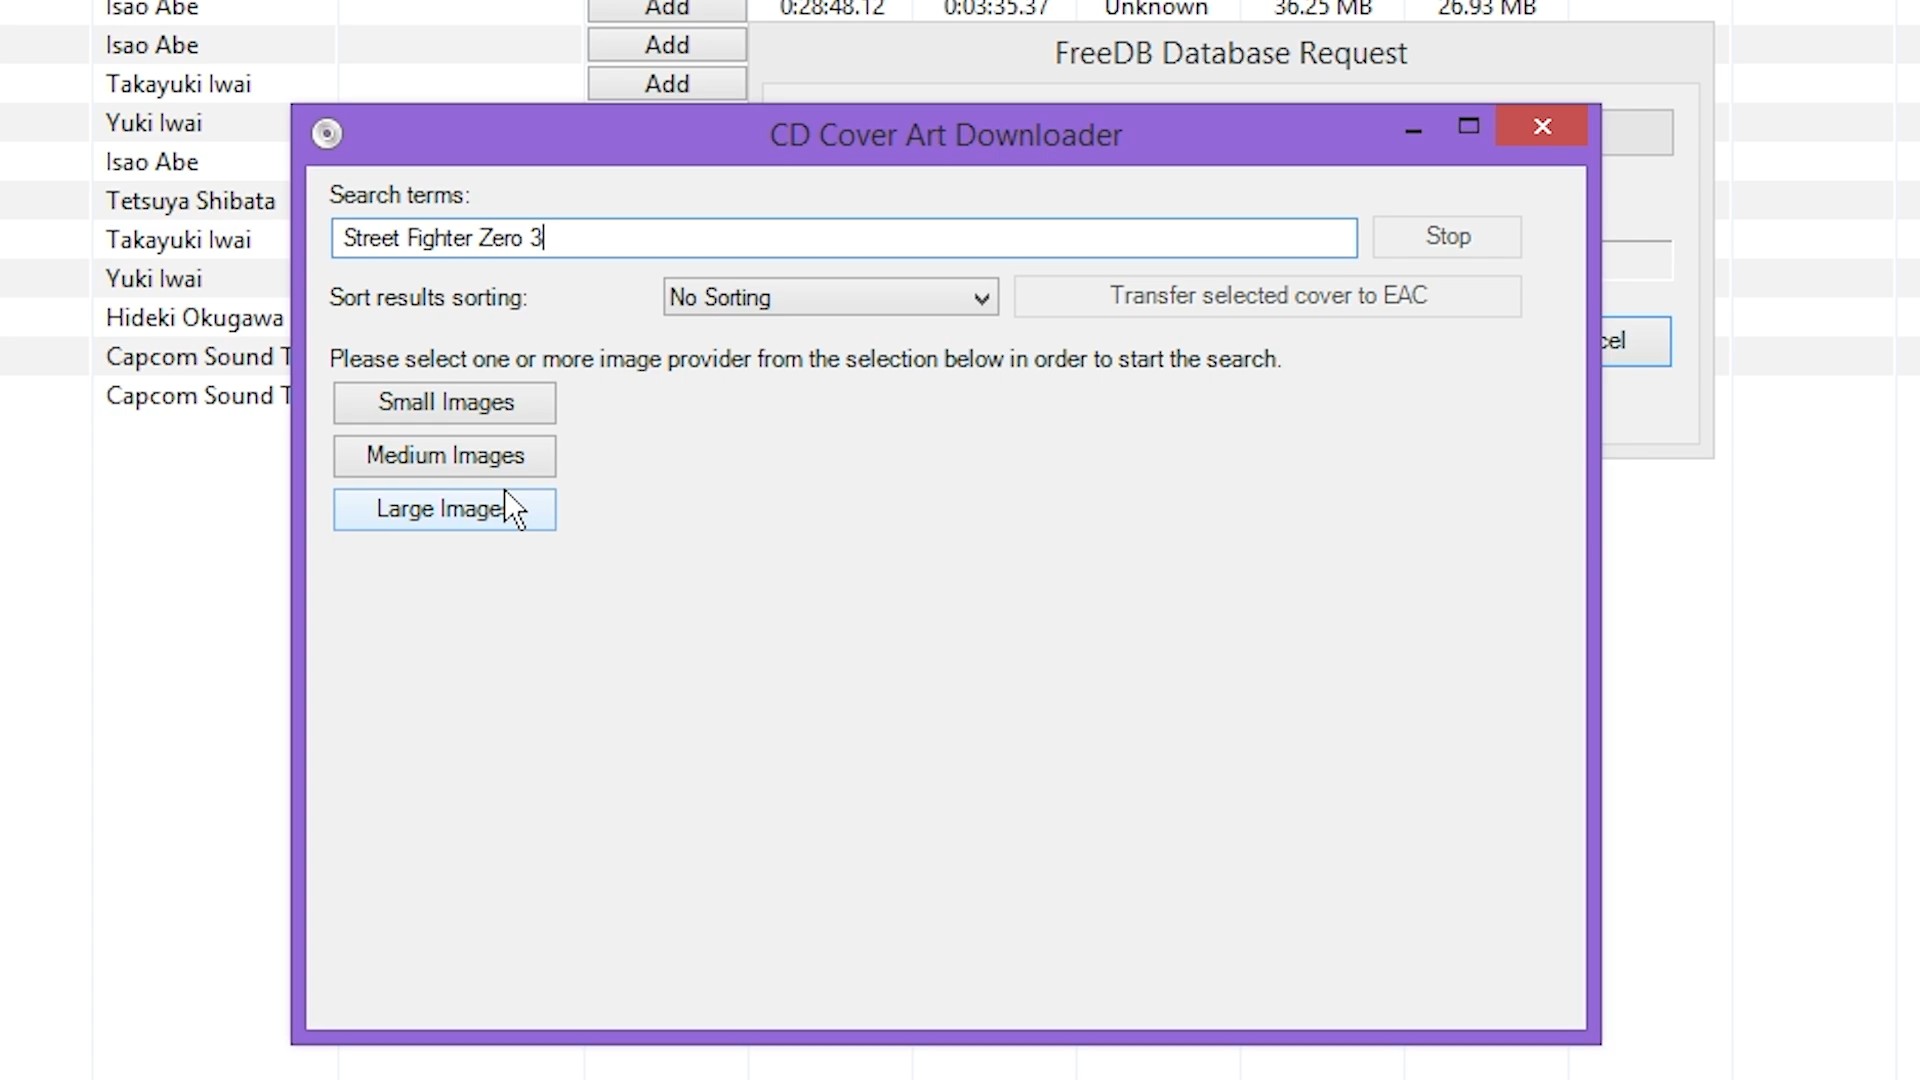 Isao Abe Add 0:28:48.12 0:03:35.37 Unknown 36.25 MB 26.93 MB
Isao Abe Add
Takayuki Iwai Add
Yuki Iwai
Isao Abe
Tetsuya Shibata
Takayuki Iwai
Yuki Iwai
Hideki Okugawa
Capcom Sound T
Capcom Sound T
FreeDB Database Request
cel
CD Cover Art Downloader
Search terms:
Street Fighter Zero 3
Stop
Sort results sorting: No Sorting Transfer selected cover to EAC
Please select one or more image provider from the selection below in order to start the search.
Small Images
Medium Images
Large Images